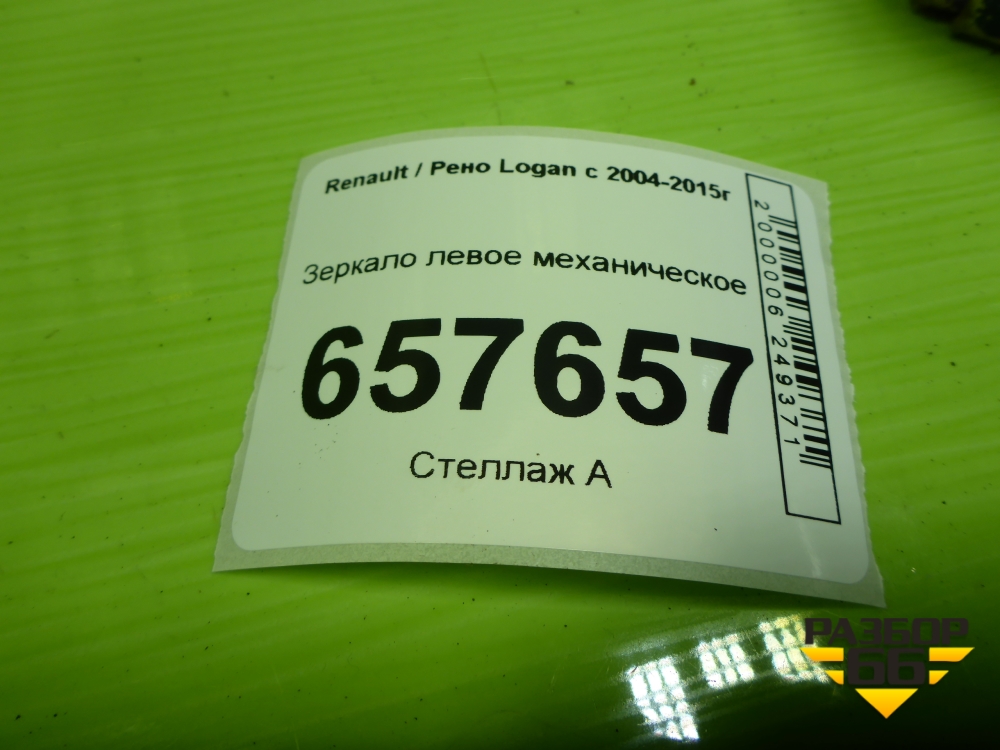 Renault / Рено Logan с 2004-2015г
Зеркало левое механическое
657657
Стеллаж А
2000006249371
РАЗБОР
66